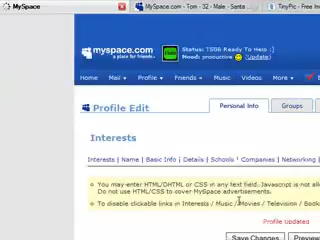 MySpace
MySpace.com - Tom - 32 - Male - Santa
TinyPic - Free In
myspace.com
a place for friends
Status: TS06 Ready To Help :)
Mood: productive (Update)
Home Mail Profile Friends Music Videos More
Profile Edit
Personal Info
Groups
Interests
Interests | Name | Basic Info | Details | Schools | Companies | Networking
You may enter HTML/DHTML or CSS in any text field. Javascript is not al
Do not use HTML/CSS to cover MySpace advertisements.
To disable clickable links in Interests / Music / Movies / Television / Book
Profile Updated
Save Changes
Preview